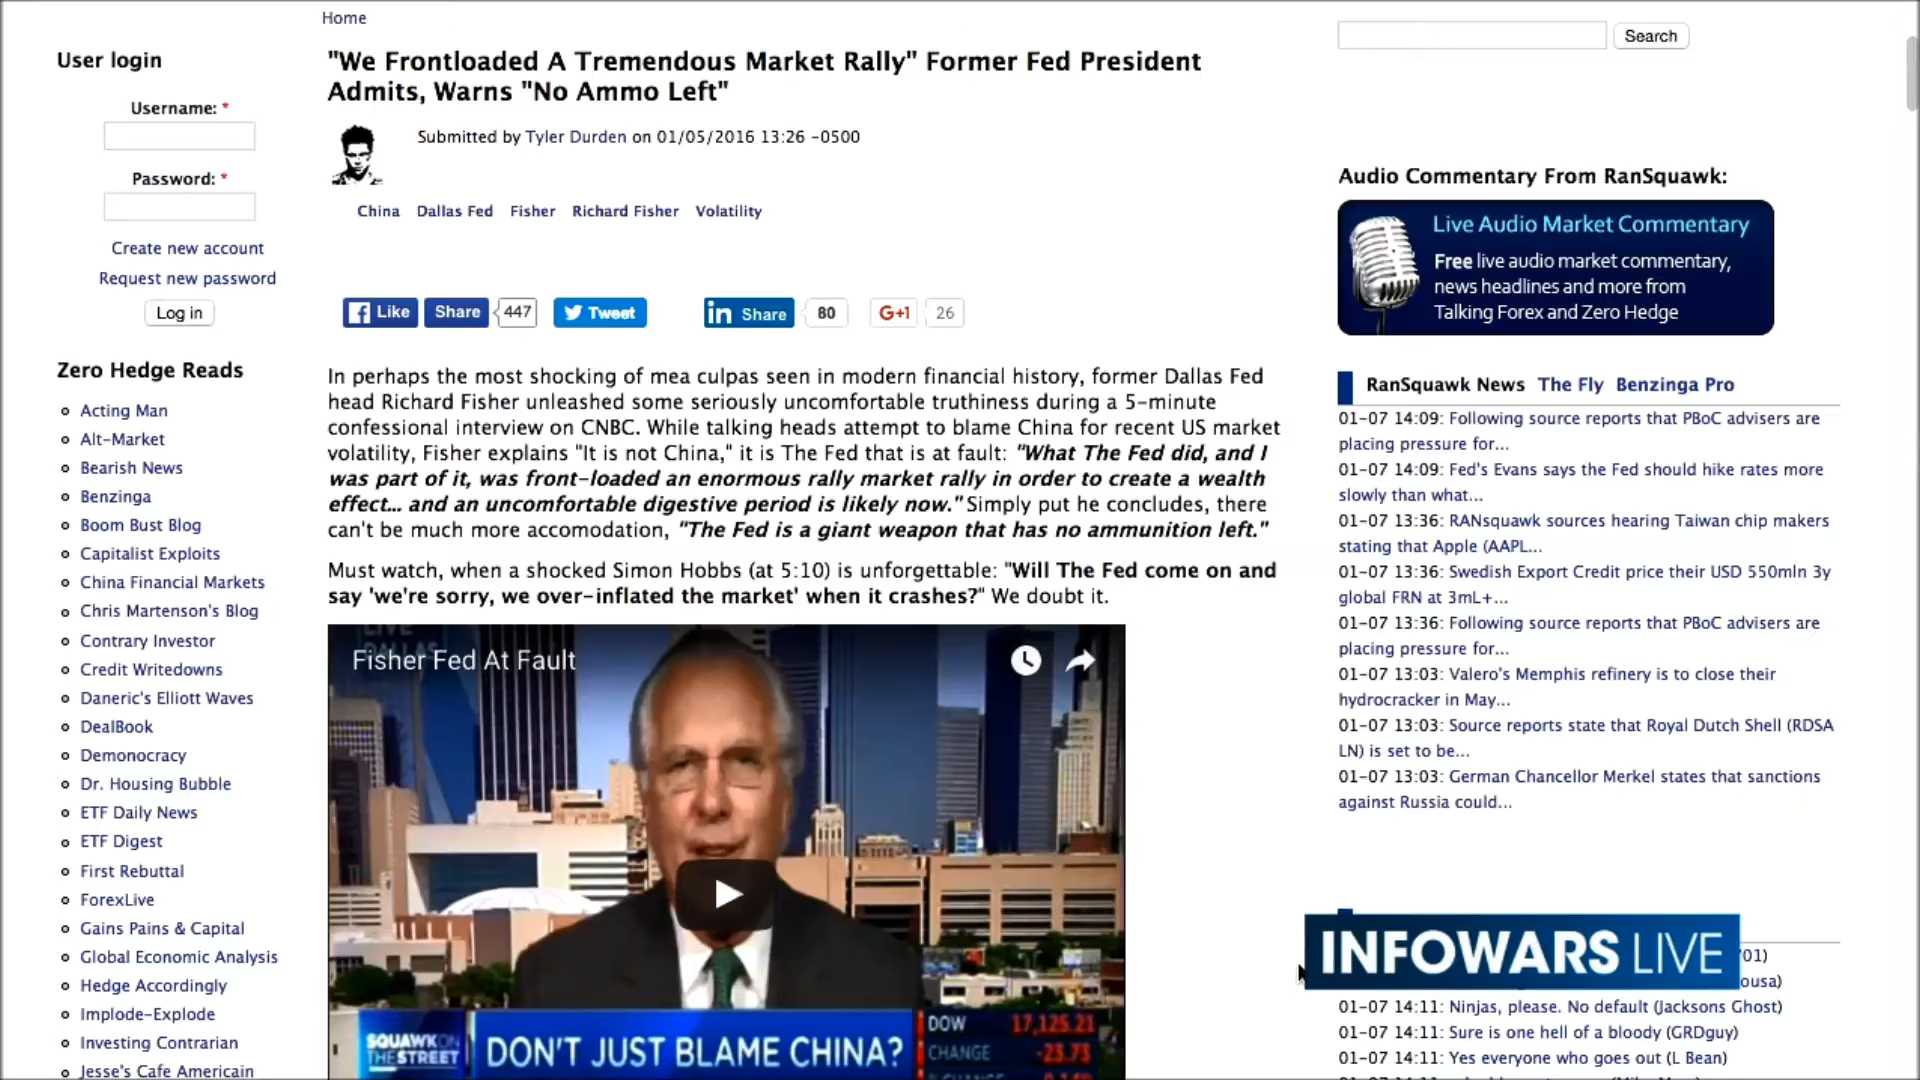 Home
User login
Username: *
Password: *
Create new account
Request new password
Log in
Zero Hedge Reads
Acting Man
Alt-Market
Bearish News
Benzinga
Boom Bust Blog
Capitalist Exploits
China Financial Markets
Chris Martenson's Blog
Contrary Investor
Credit Writedowns
Daneric's Elliott Waves
DealBook
Demonocracy
Dr. Housing Bubble
ETF Daily News
ETF Digest
First Rebuttal
ForexLive
Gains Pains & Capital
Global Economic Analysis
Hedge Accordingly
Implode-Explode
Investing Contrarian
Jesse's Cafe Americain
"We Frontloaded A Tremendous Market Rally" Former Fed President
Admits, Warns "No Ammo Left"
Submitted by Tyler Durden on 01/05/2016 13:26 -0500
China Dallas Fed Fisher Richard Fisher Volatility
Like Share 447 Tweet in Share 80 G+1 26
In perhaps the most shocking of mea culpas seen in modern financial history, former Dallas Fed
head Richard Fisher unleashed some seriously uncomfortable truthiness during a 5-minute
confessional interview on CNBC. While talking heads attempt to blame China for recent US market
volatility, Fisher explains "It is not China," it is The Fed that is at fault: "What The Fed did, and I
was part of it, was front-loaded an enormous rally market rally in order to create a wealth
effect... and an uncomfortable digestive period is likely now." Simply put he concludes, there
can't be much more accomodation, "The Fed is a giant weapon that has no ammunition left."
Must watch, when a shocked Simon Hobbs (at 5:10) is unforgettable: "Will The Fed come on and
say 'we're sorry, we over-inflated the market' when it crashes?" We doubt it.
LIVE
DALLAS
Fisher Fed At Fault
SQUAWK ON
THE STREET
DON'T JUST BLAME CHINA?
DOW 17,125.21
CHANGE -23.73
Search
Audio Commentary From RanSquawk:
Live Audio Market Commentary
Free live audio market commentary,
news headlines and more from
Talking Forex and Zero Hedge
RanSquawk News The Fly Benzinga Pro
01-07 14:09: Following source reports that PBoC advisers are
placing pressure for...
01-07 14:09: Fed's Evans says the Fed should hike rates more
slowly than what...
01-07 13:36: RANsquawk sources hearing Taiwan chip makers
stating that Apple (AAPL...
01-07 13:36: Swedish Export Credit price their USD 550mln 3y
global FRN at 3mL+...
01-07 13:36: Following source reports that PBoC advisers are
placing pressure for...
01-07 13:03: Valero's Memphis refinery is to close their
hydrocracker in May...
01-07 13:03: Source reports state that Royal Dutch Shell (RDSA
LN) is set to be...
01-07 13:03: German Chancellor Merkel states that sanctions
against Russia could...
INFOWARS LIVE
01-07 14:11: Ninjas, please. No default (Jacksons Ghost)
01-07 14:11: Sure is one hell of a bloody (GRDguy)
01-07 14:11: Yes everyone who goes out (L Bean)